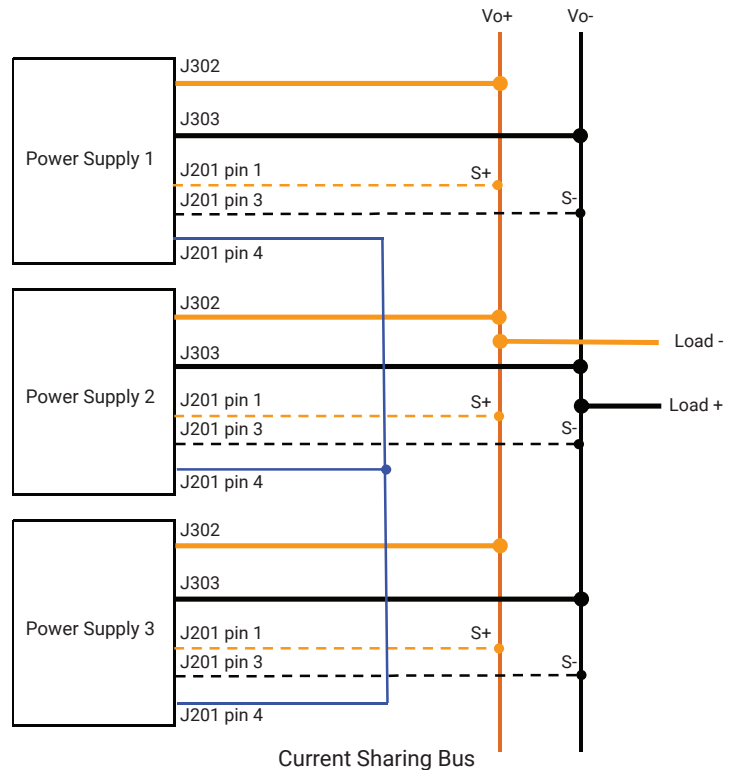 Vo+ Vo-
J302
J303
Power Supply 1
J201 pin 1 S+
J201 pin 3 S-
J201 pin 4
J302
Load -
J303
Power Supply 2
J201 pin 1 S+
Load +
J201 pin 3 S-
J201 pin 4
J302
J303
Power Supply 3
J201 pin 1 S+
J201 pin 3 S-
J201 pin 4
Current Sharing Bus